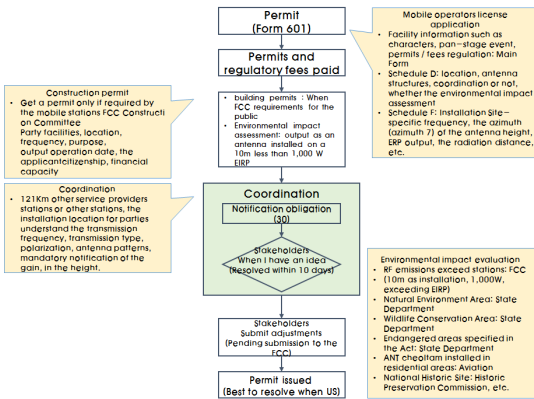 Permit
(Form 601)
Permits and
regulatory fees paid
building permits : When
FCC requirements for the
public
Environmental impact
assessment: output as an
antenna installed on a
10m less than 1,000 W
EIRP
Coordination
Notification obligation
(30)
Stakeholders
When I have an idea
(Resolved within 10 days)
Stakeholders
Submit adjustments
(Pending submission to the
FCC)
Permit issued
(Best to resolve when US)
Construction permit
• Get a permit only if required by
the mobile stations FCC Constructi
on Committee
Party facilities, location,
frequency, purpose,
output operation date, the
applicantcitizenship, financial
capacity
Coordination
• 121Km other service providers
stations or other stations, the
installation location for parties
understand the transmission
frequency, transmission type,
polarization, antenna patterns,
mandatory notification of the
gain, in the height.
Mobile operators license
application
• Facility information such as
characters, pan-stage event,
permits / fees regulation: Main
Form
• Schedule D: location, antenna
structures, coordination or not,
whether the environmental impact
assessment
• Schedule F: Installation Site-
specific frequency, the azimuth
(azimuth 7) of the antenna height,
ERP output, the radiation distance,
etc.
Environmental impact evaluation
• RF emissions exceed stations: FCC
• (10m as installation, 1,000W,
exceeding EIRP)
• Natural Environment Area: State
Department
• Wildlife Conservation Area: State
Department
• Endangered areas specified in
the Act: State Department
• ANT cheoltam installed in
residential areas: Aviation
• National Historic Site: Historic
Preservation Commission, etc.